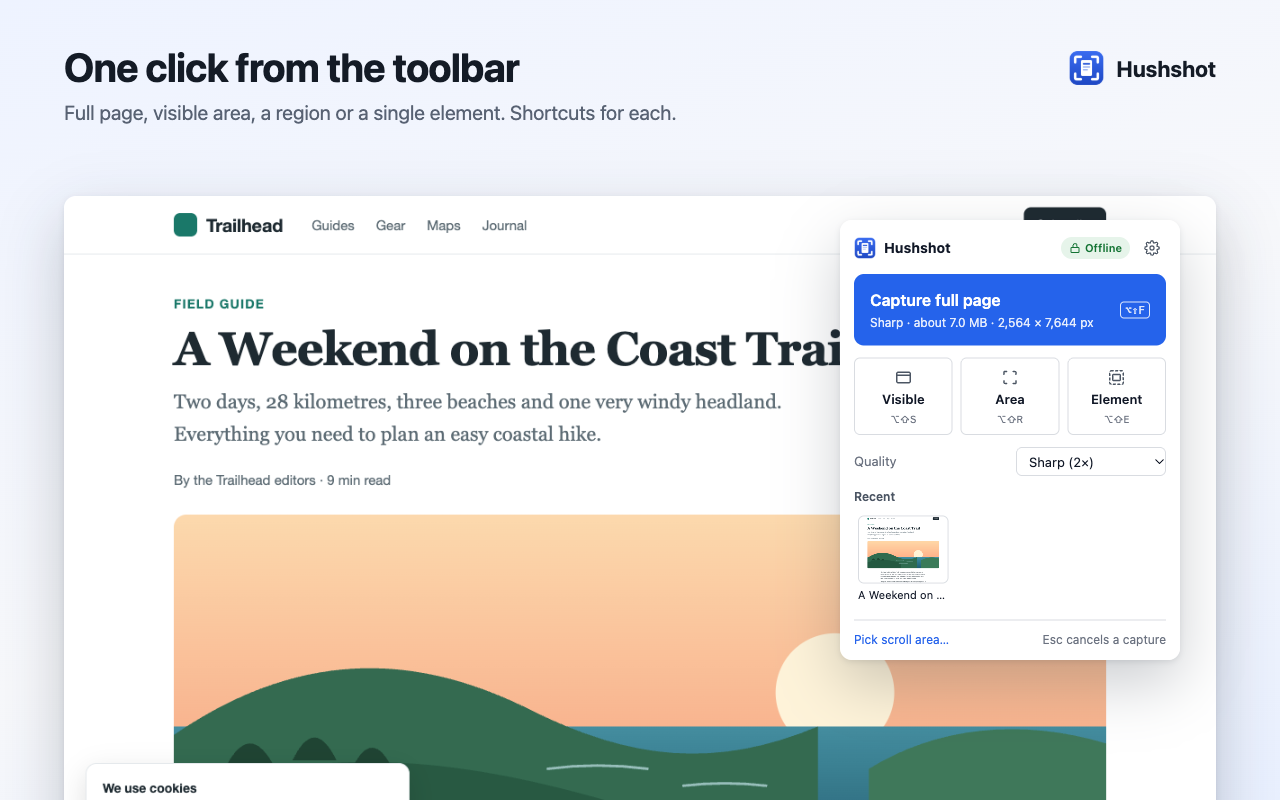 One click from the toolbar
Hushshot
Full page, visible area, a region or a single element. Shortcuts for each.
Trailhead
Guides
Gear
Maps
Journal
FIELD GUIDE
A Weekend on the Coast Trai
Two days, 28 kilometres, three beaches and one very windy headland.
Everything you need to plan an easy coastal hike.
By the Trailhead editors · 9 min read
We use cookies
Hushshot
Offline
Capture full page
Sharp · about 7.0 MB · 2,564 × 7,644 px
⌥⇧F
Visible
⌥⇧S
Area
⌥⇧R
Element
⌥⇧E
Quality
Sharp (2×)
Recent
A Weekend on ...
Pick scroll area...
Esc cancels a capture